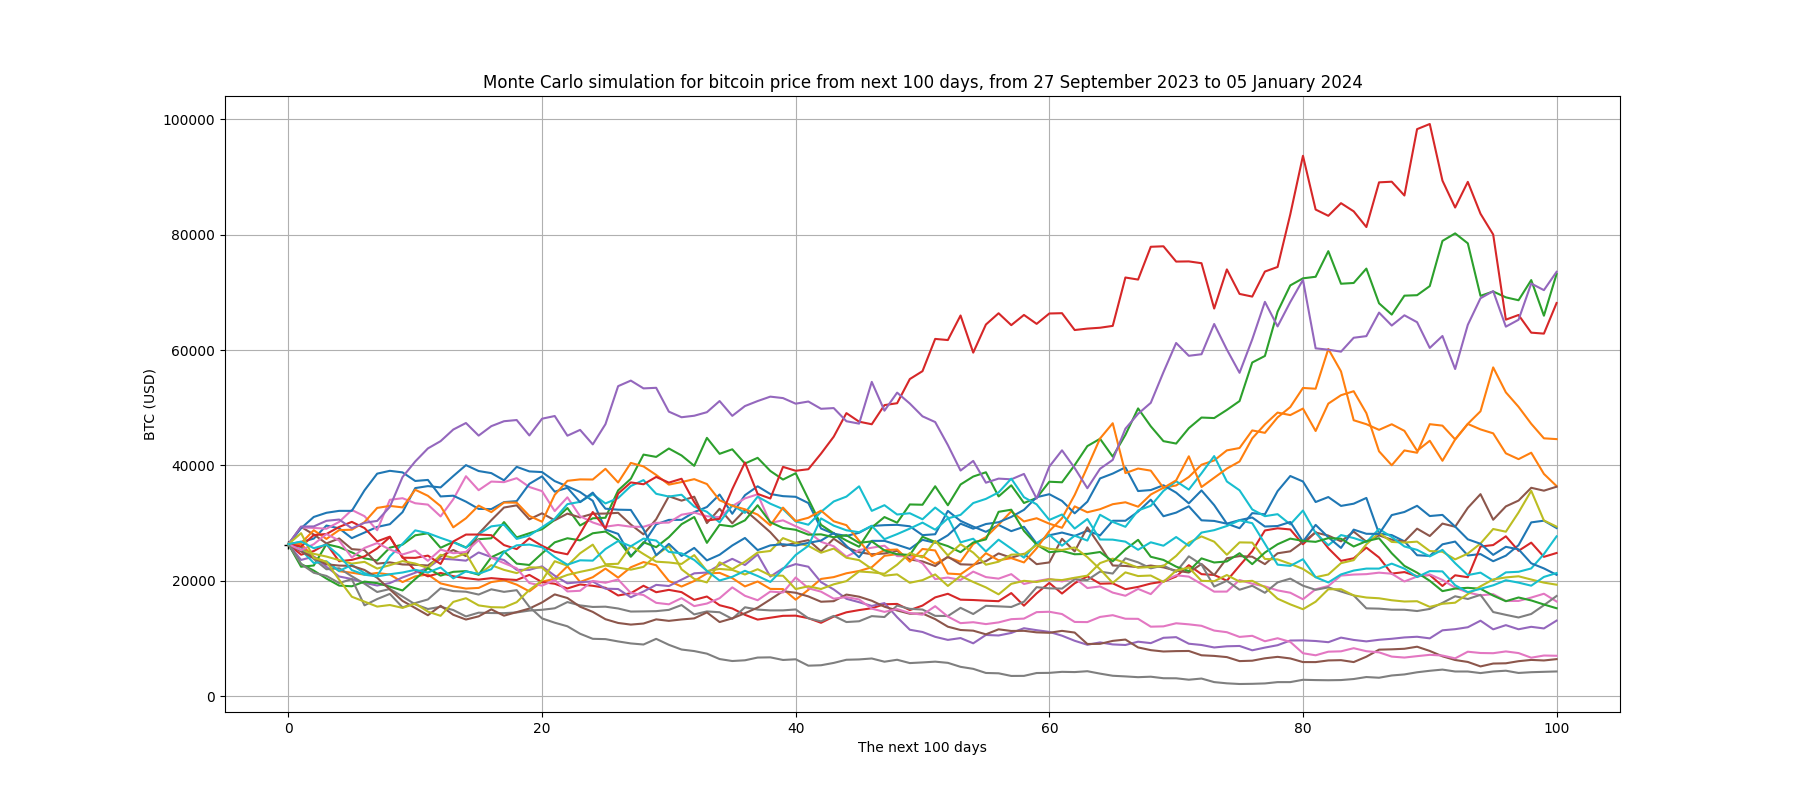 Monte Carlo simulation for bitcoin price from next 100 days, from 27 September 2023 to 05 January 2024
100000
80000
60000
40000
20000
0
BTC (USD)
0 20 40 60 80 100
The next 100 days